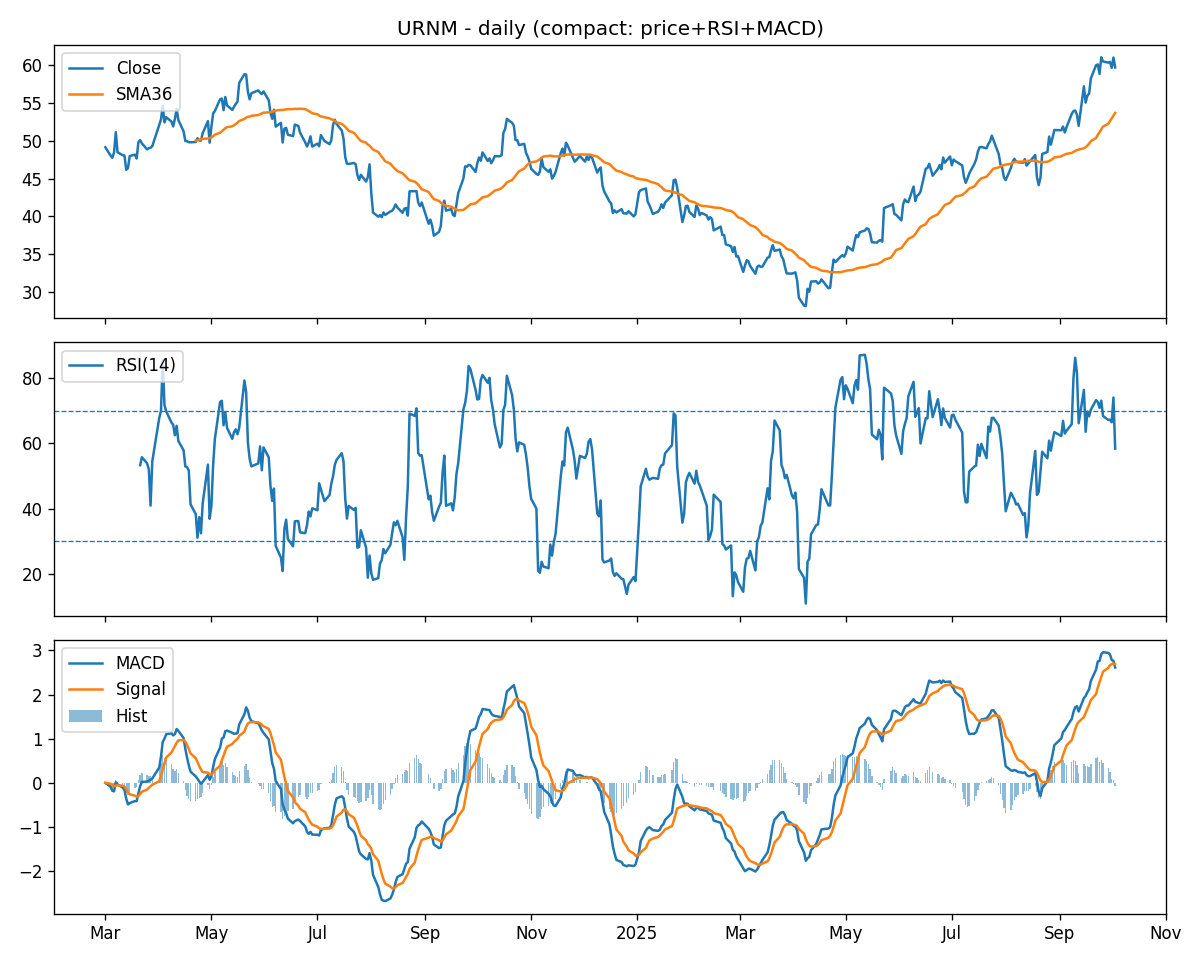 URNM - daily (compact: price+RSI+MACD)
Close
SMA36
60
55
50
45
40
35
30
RSI(14)
80
60
40
20
MACD
Signal
Hist
3
2
1
0
−1
−2
Mar May Jul Sep Nov 2025 Mar May Jul Sep Nov